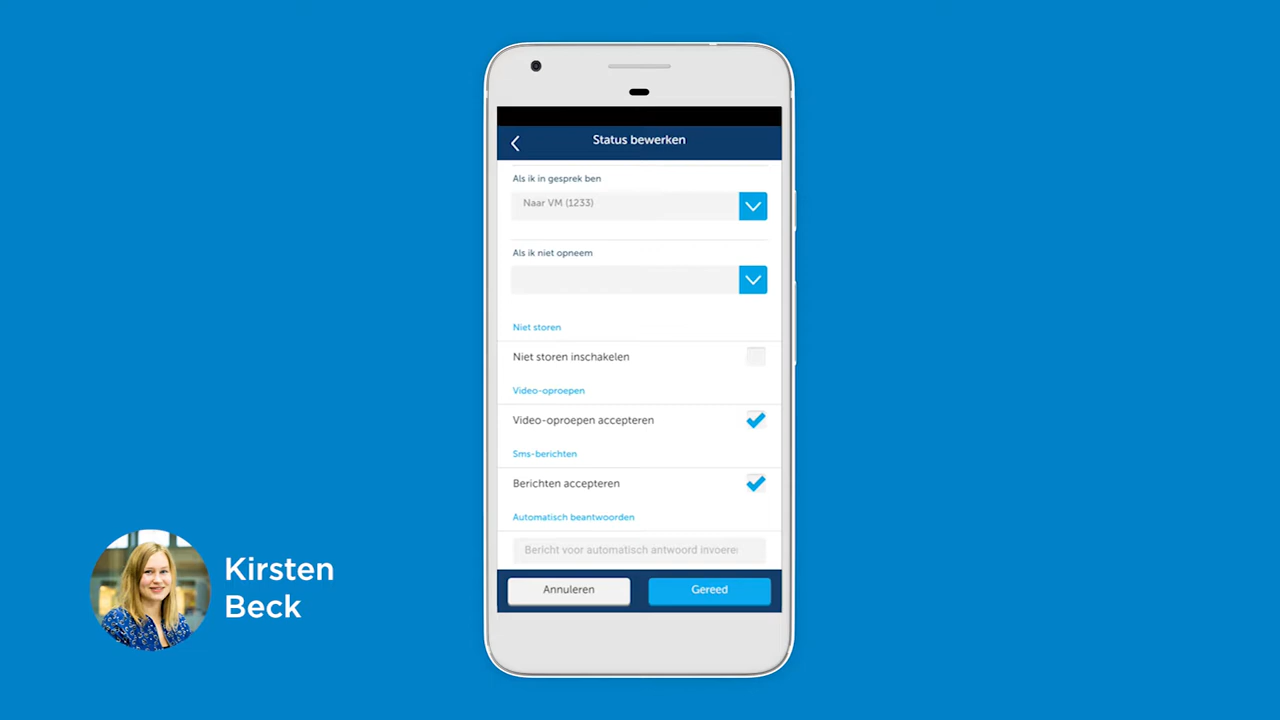 Status bewerken
Als ik in gesprek ben
Naar VM (1233)
Als ik niet opneem
Niet storen
Niet storen inschakelen
Video-oproepen
Video-oproepen accepteren
Sms-berichten
Berichten accepteren
Automatisch beantwoorden
Bericht voor automatisch antwoord invoeren
Annuleren
Gereed
Kirsten
Beck